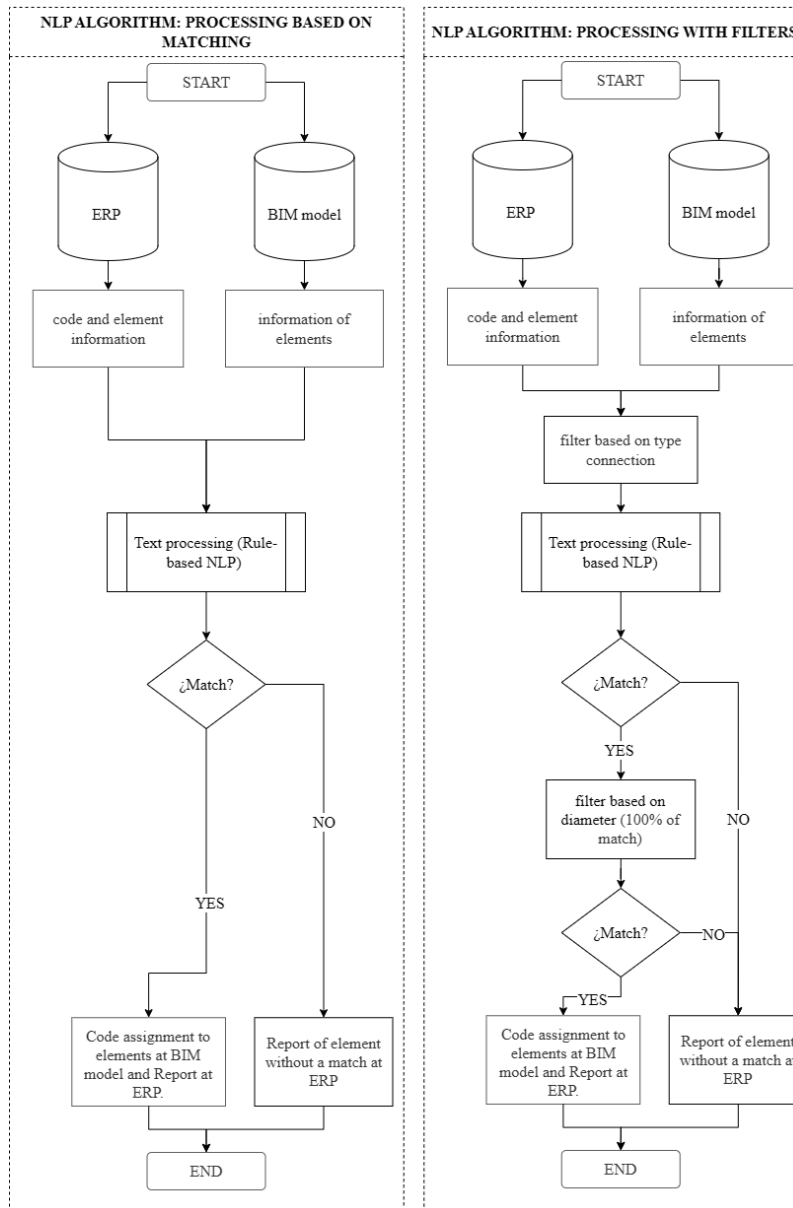 NLP ALGORITHM: PROCESSING BASED ON
MATCHING
START
ERP
BIM model
code and element
information
information of
elements
Text processing (Rule-
based NLP)
¿Match?
NO
YES
Code assignment to
elements at BIM
model and Report at
ERP.
Report of element
without a match at
ERP
END
NLP ALGORITHM: PROCESSING WITH FILTERS
START
ERP
BIM model
code and element
information
information of
elements
filter based on type
connection
Text processing (Rule-
based NLP)
¿Match?
YES
filter based on
diameter (100% of
match)
NO
¿Match?
NO
YES
Code assignment to
elements at BIM
model and Report at
ERP.
Report of element
without a match at
ERP
END